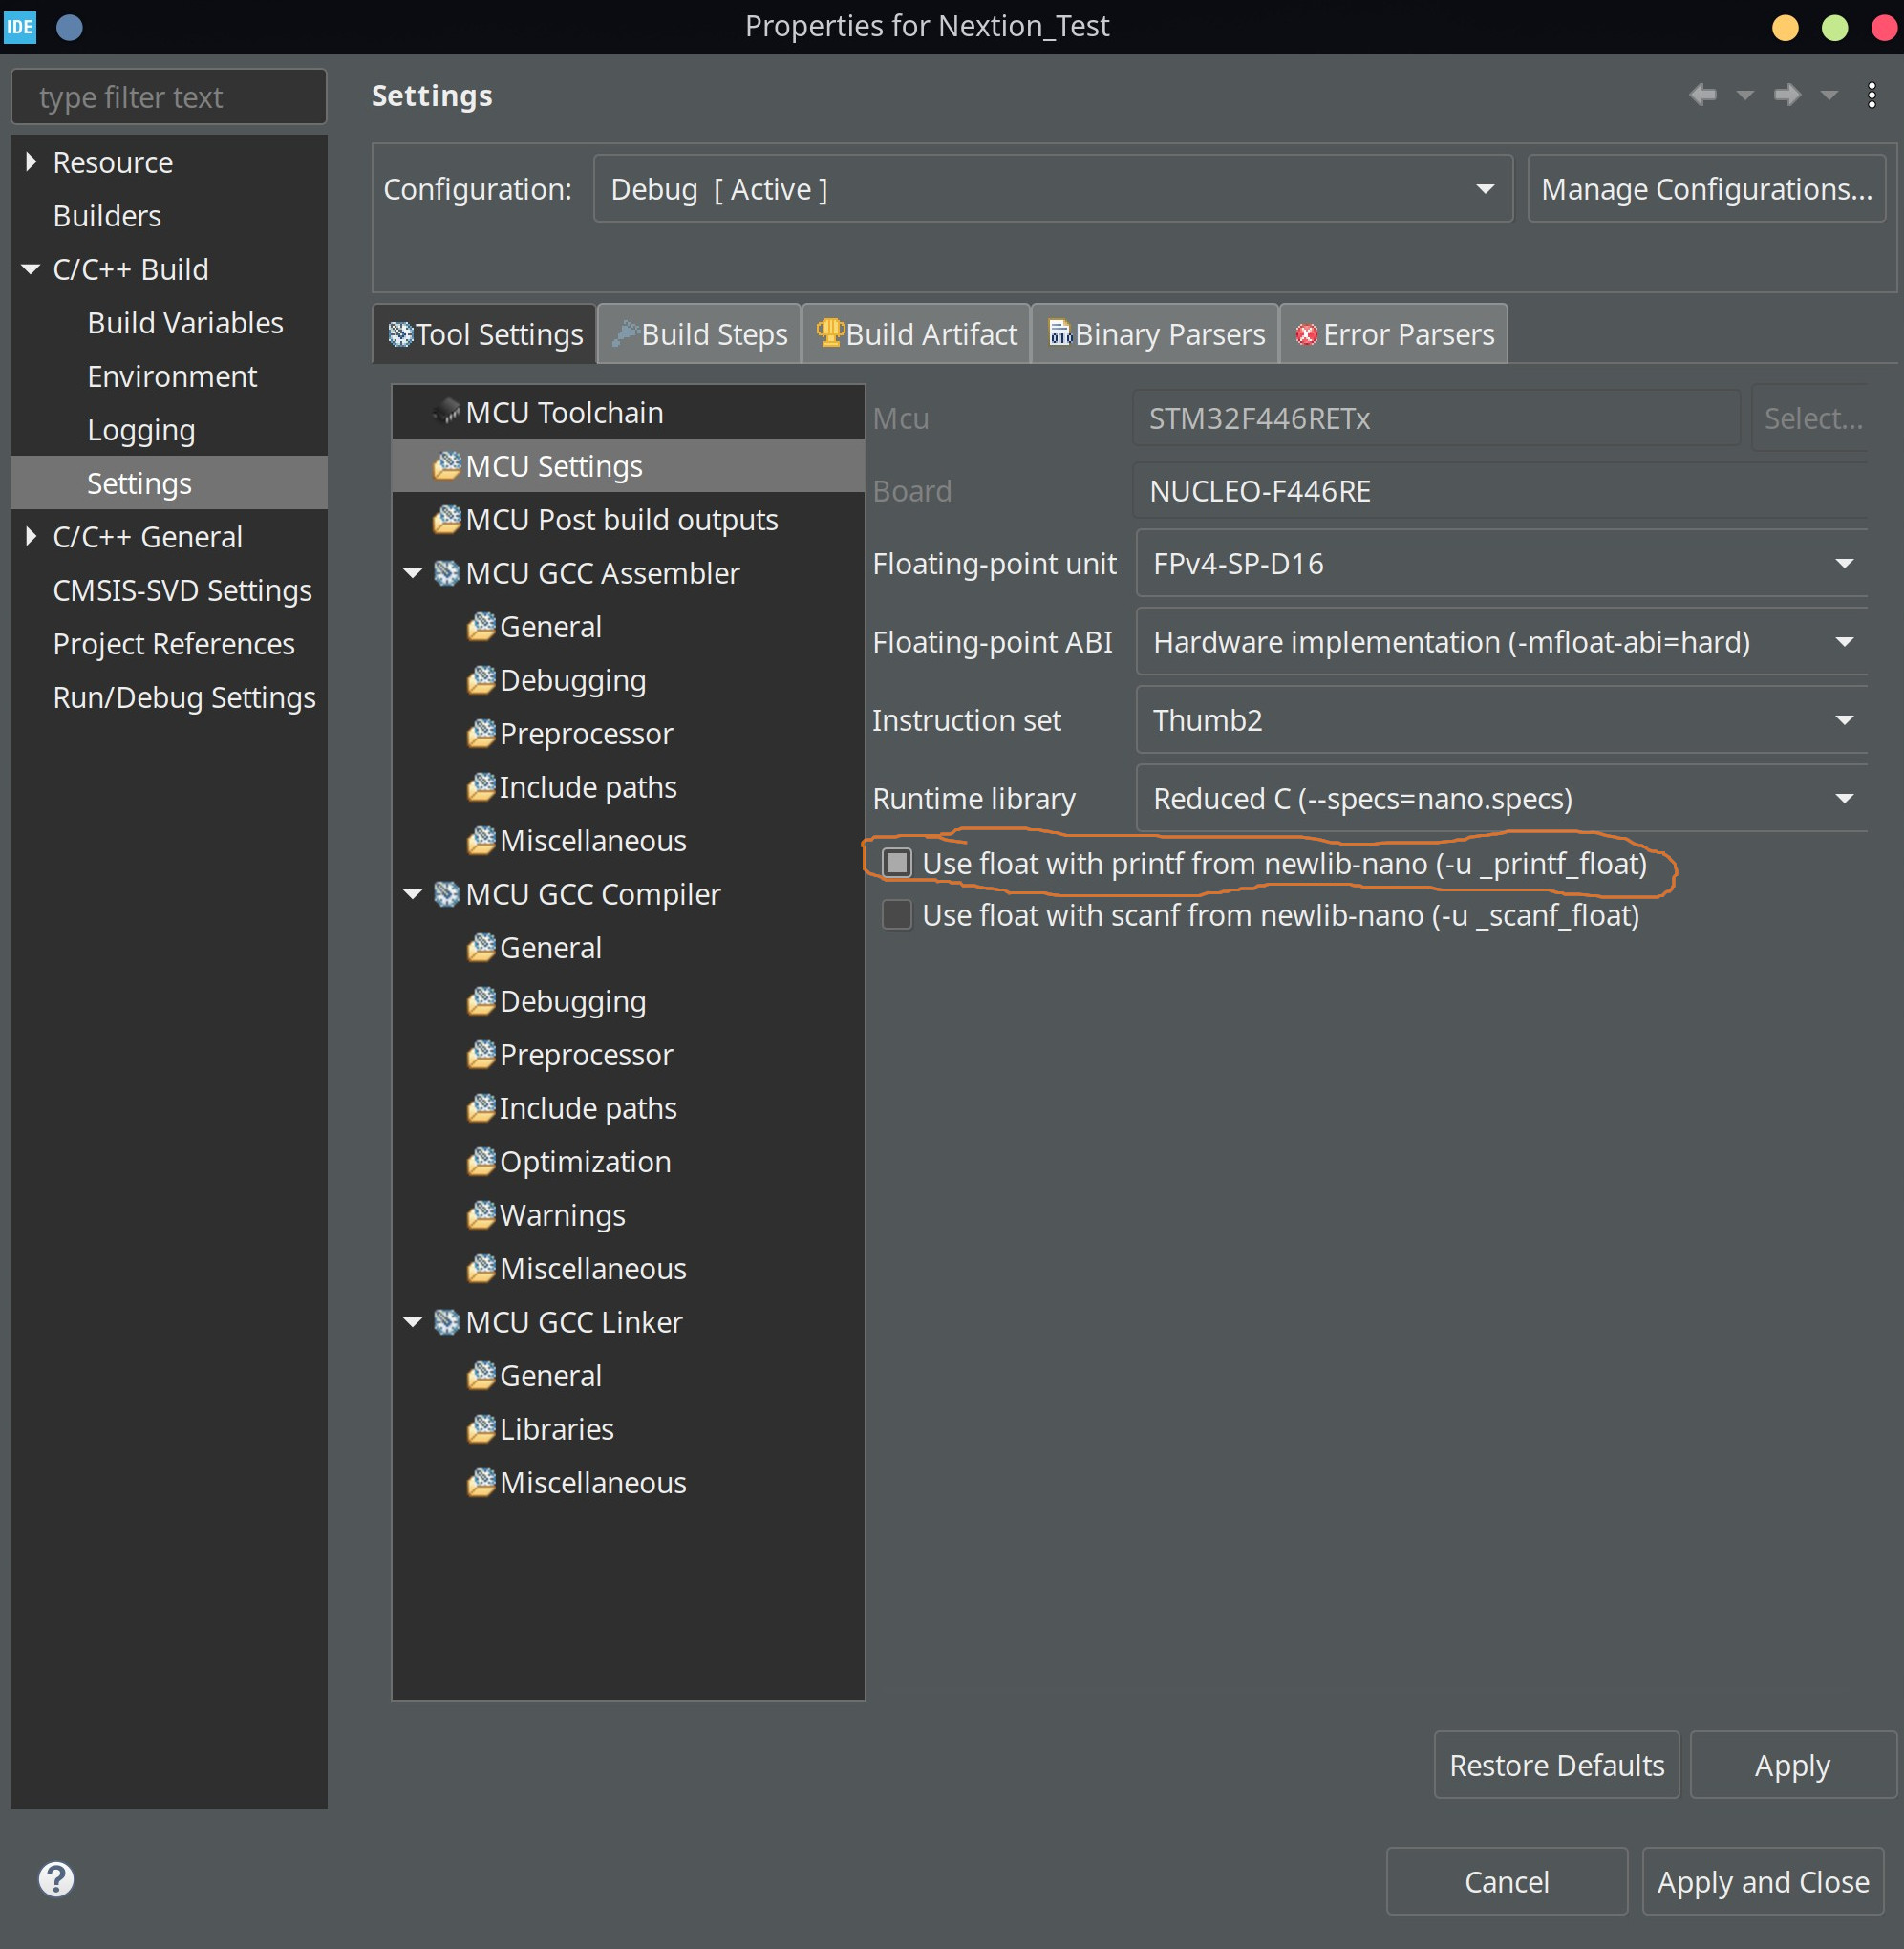 IDE
Properties for Nextion_Test
type filter text
Resource
Builders
C/C++ Build
Build Variables
Environment
Logging
Settings
C/C++ General
CMSIS-SVD Settings
Project References
Run/Debug Settings
Settings
Configuration: Debug [ Active ] Manage Configurations...
Tool Settings Build Steps Build Artifact Binary Parsers Error Parsers
MCU Toolchain
MCU Settings
MCU Post build outputs
MCU GCC Assembler
General
Debugging
Preprocessor
Include paths
Miscellaneous
MCU GCC Compiler
General
Debugging
Preprocessor
Include paths
Optimization
Warnings
Miscellaneous
MCU GCC Linker
General
Libraries
Miscellaneous
Mcu STM32F446RETx Select...
Board NUCLEO-F446RE
Floating-point unit FPv4-SP-D16
Floating-point ABI Hardware implementation (-mfloat-abi=hard)
Instruction set Thumb2
Runtime library Reduced C (--specs=nano.specs)
Use float with printf from newlib-nano (-u _printf_float)
Use float with scanf from newlib-nano (-u _scanf_float)
Restore Defaults Apply
? Cancel Apply and Close